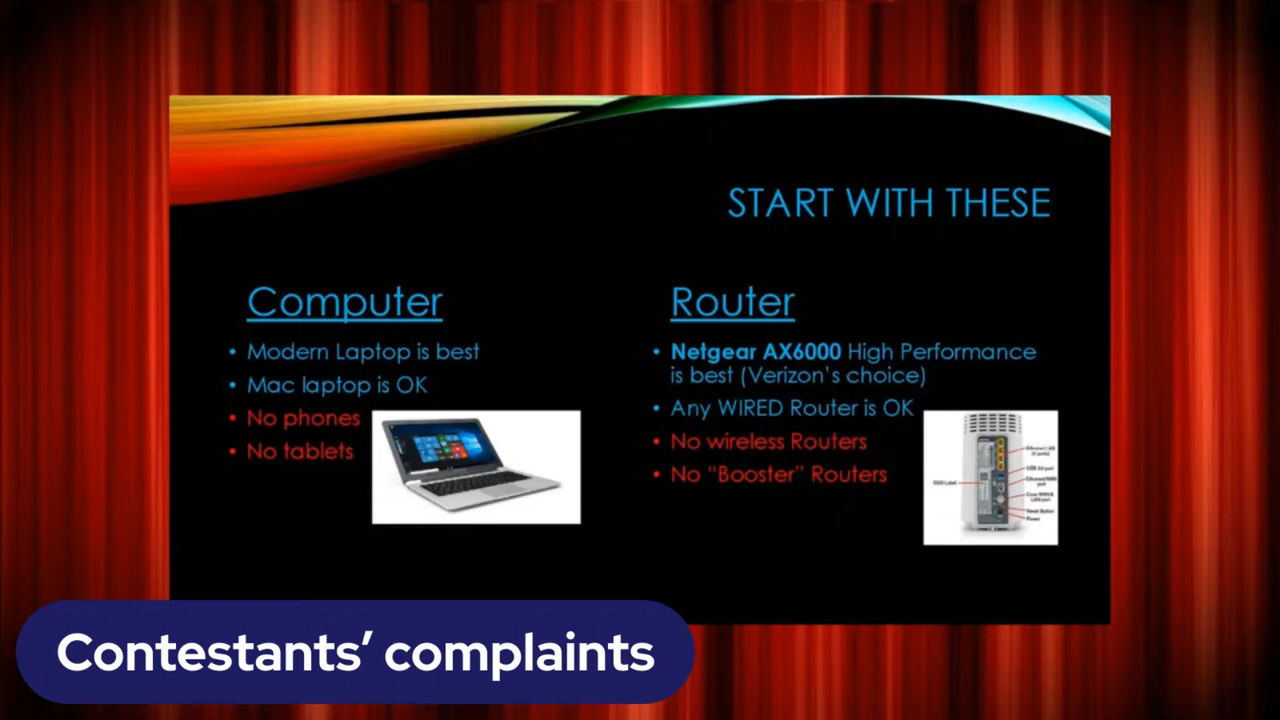 START WITH THESE
Computer
• Modern Laptop is best
• Mac laptop is OK
• No phones
• No tablets
Router
• Netgear AX6000 High Performance
is best (Verizon's choice)
• Any WIRED Router is OK
• No wireless Routers
• No “Booster” Routers
Contestants’ complaints